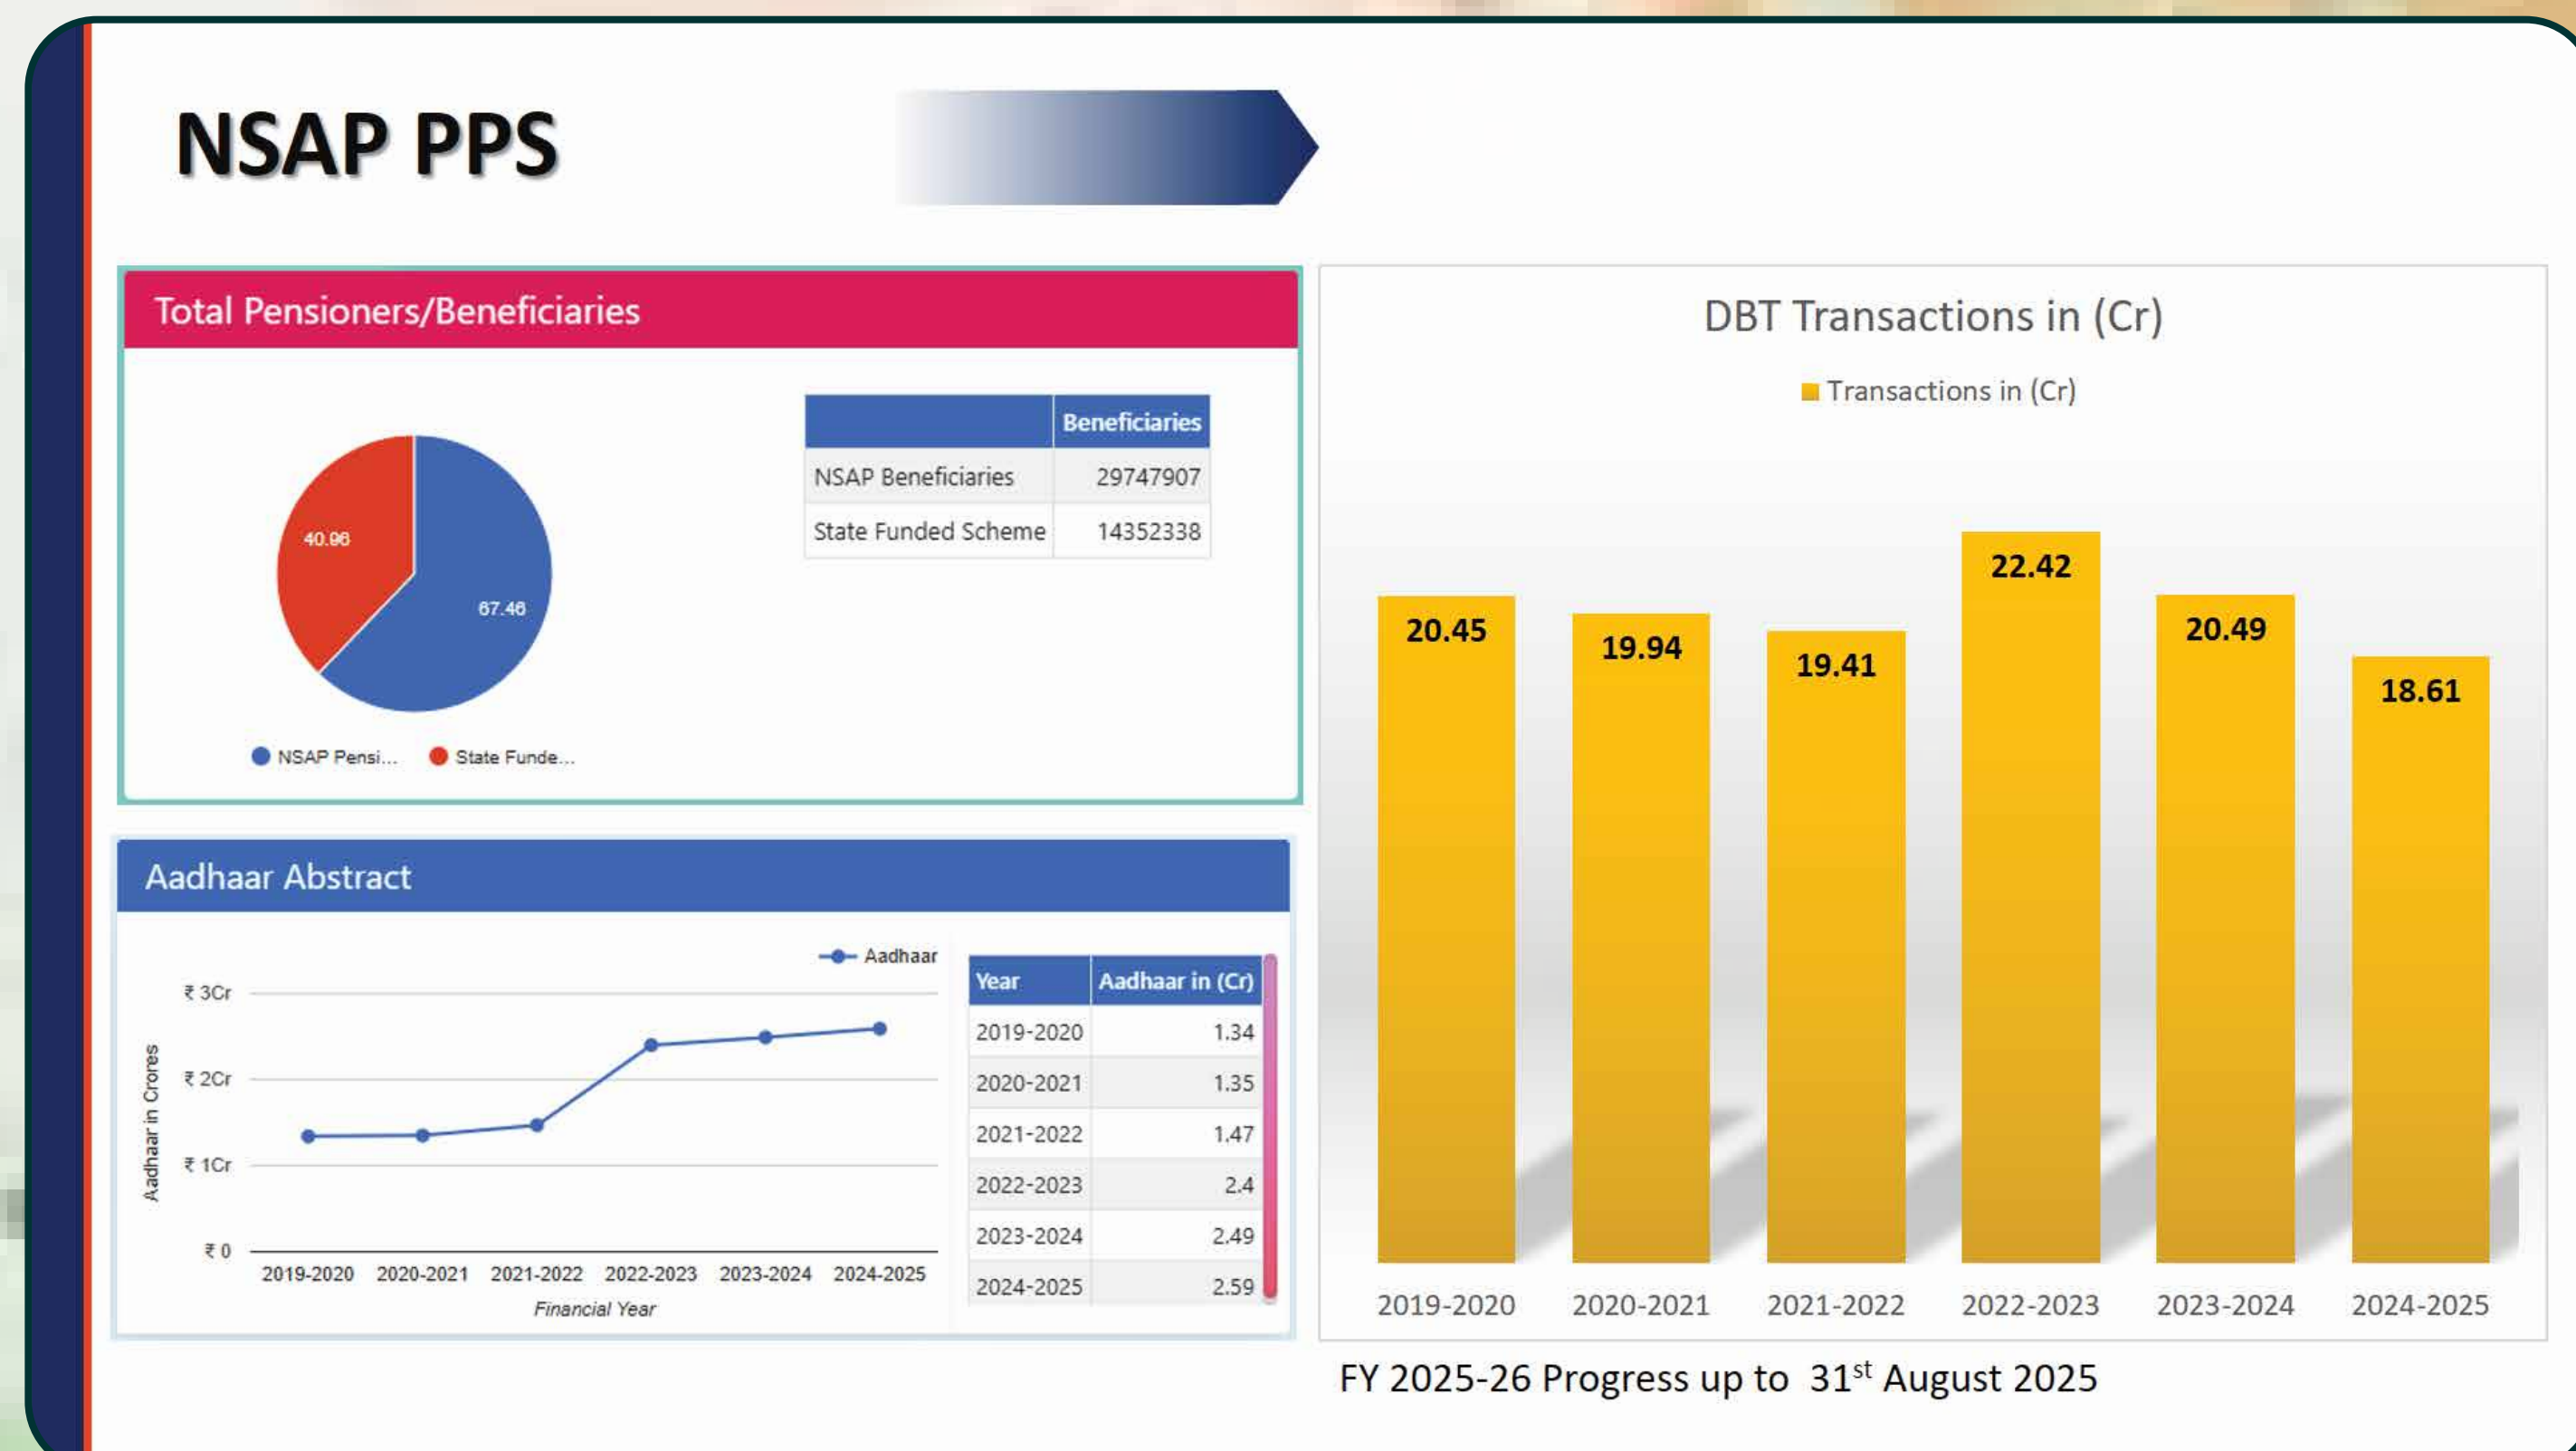 NSAP PPS
Total Pensioners/Beneficiaries
Beneficiaries
NSAP Beneficiaries 29747907
State Funded Scheme 14352338
40.96
67.46
NSAP Pensi... State Funde...
Aadhaar Abstract
Aadhaar
Aadhaar in Crores
₹ 3Cr
₹ 2Cr
₹ 1Cr
₹ 0
2019-2020 2020-2021 2021-2022 2022-2023 2023-2024 2024-2025
Financial Year
Year Aadhaar in (Cr)
2019-2020 1.34
2020-2021 1.35
2021-2022 1.47
2022-2023 2.4
2023-2024 2.49
2024-2025 2.59
DBT Transactions in (Cr)
Transactions in (Cr)
20.45 19.94 19.41 22.42 20.49 18.61
2019-2020 2020-2021 2021-2022 2022-2023 2023-2024 2024-2025
FY 2025-26 Progress up to 31st August 2025